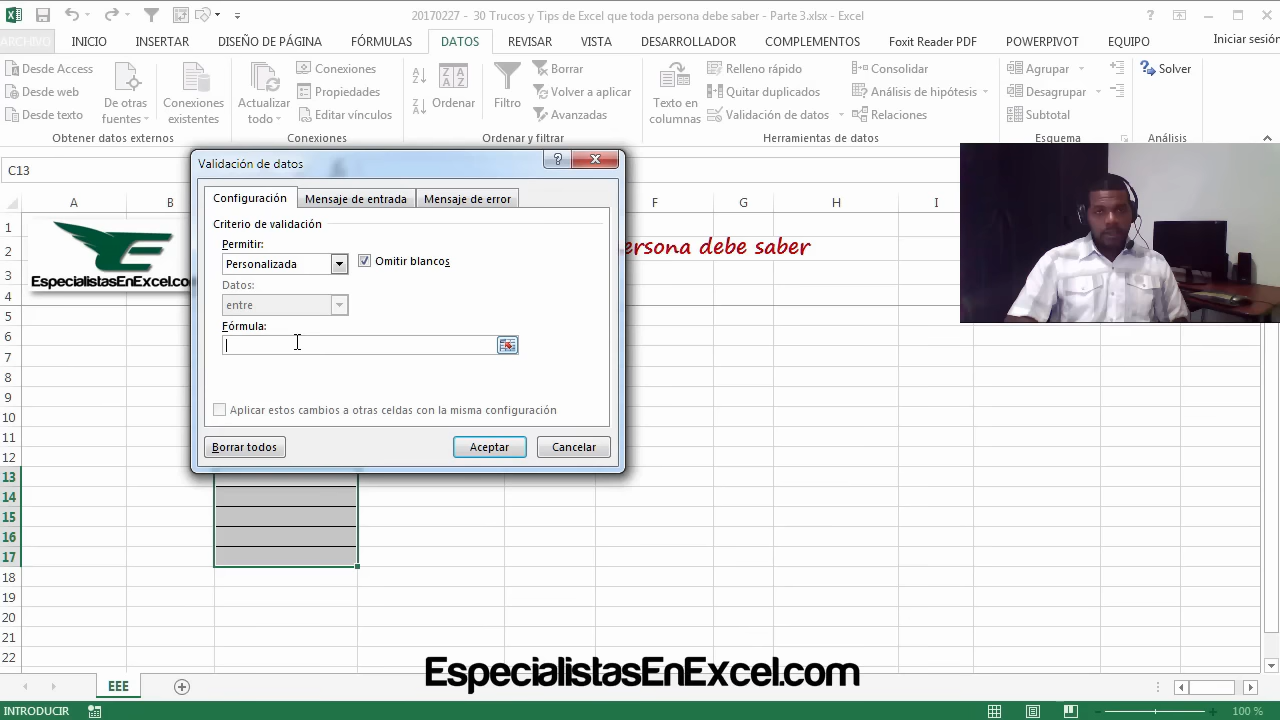 20170227 - 30 Trucos y Tips de Excel que toda persona debe saber - Parte 3.xlsx - Excel
ARCHIVO INICIO INSERTAR DISEÑO DE PÁGINA FÓRMULAS DATOS REVISAR VISTA DESARROLLADOR COMPLEMENTOS Foxit Reader PDF POWERPIVOT EQUIPO Iniciar sesión
Desde Access
Desde web
Desde texto
De otras
fuentes
Conexiones
existentes
Obtener datos externos
Actualizar
todo
Conexiones
Propiedades
Editar vínculos
Conexiones
Ordenar
Filtro
Borrar
Volver a aplicar
Avanzadas
Ordenar y filtrar
Texto en
columnas
Relleno rápido
Quitar duplicados
Validación de datos
Consolidar
Análisis de hipótesis
Relaciones
Herramientas de datos
Agrupar
Desagrupar
Subtotal
Esquema
Solver
Análisis
C13
A B F G H I
Validación de datos
Configuración Mensaje de entrada Mensaje de error
Criterio de validación
Permitir:
Personalizada Omitir blancos
Datos:
entre
Fórmula:
Aplicar estos cambios a otras celdas con la misma configuración
Borrar todos Aceptar Cancelar
EspecialistasEnExcel.co
ersona debe saber
1
2
3
4
5
6
7
8
9
10
11
12
13
14
15
16
17
18
19
20
21
22
EspecialistasEnExcel.com
EEE
INTRODUCIR 100 %